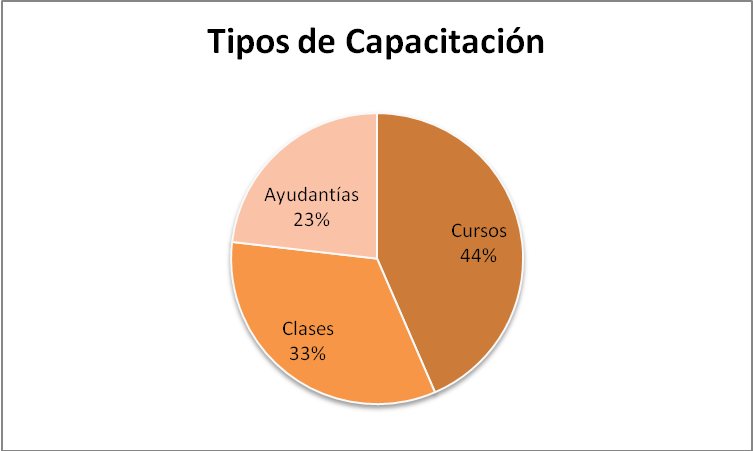 Tipos de Capacitación
Ayudantías
23%
Cursos
44%
Clases
33%